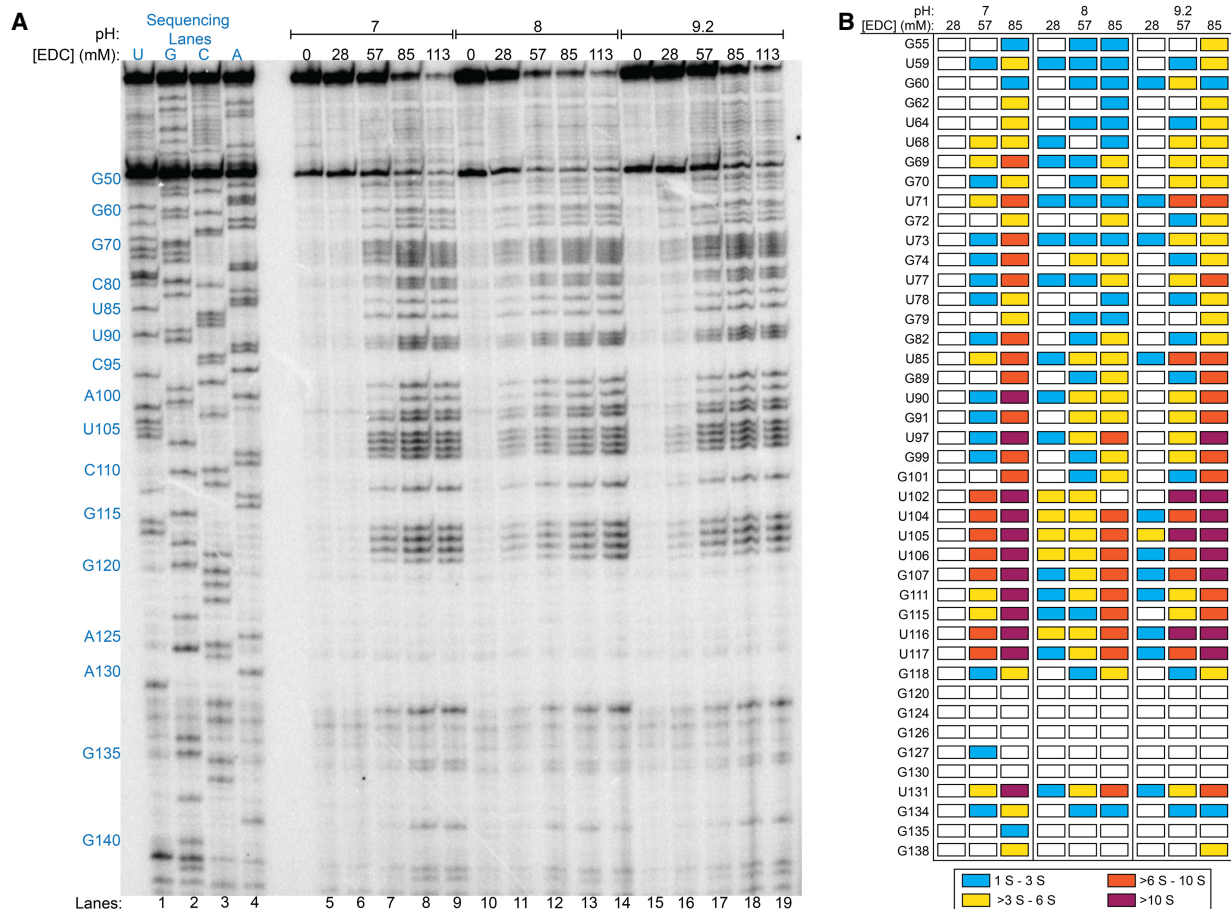 A
Sequencing
Lanes
U G C A
pH: 7 8 9.2
[EDC] (mM): 0 28 57 85 113 0 28 57 85 113 0 28 57 85 113
G50
G60
G70
C80
U85
U90
C95
A100
U105
C110
G115
G120
A125
A130
G135
G140
Lanes: 1 2 3 4 5 6 7 8 9 10 11 12 13 14 15 16 17 18 19
B
pH: 7 8 9.2
[EDC] (mM): 28 57 85 28 57 85 28 57 85
G55
U59
G60
G62
U64
U68
G69
G70
U71
G72
U73
G74
U77
U78
G79
G82
U85
G89
U90
G91
U97
G99
G101
U102
U104
U105
U106
G107
G111
G115
U116
U117
G118
G120
G124
G126
G127
G130
U131
G134
G135
G138
1 S - 3 S >6 S - 10 S
>3 S - 6 S >10 S